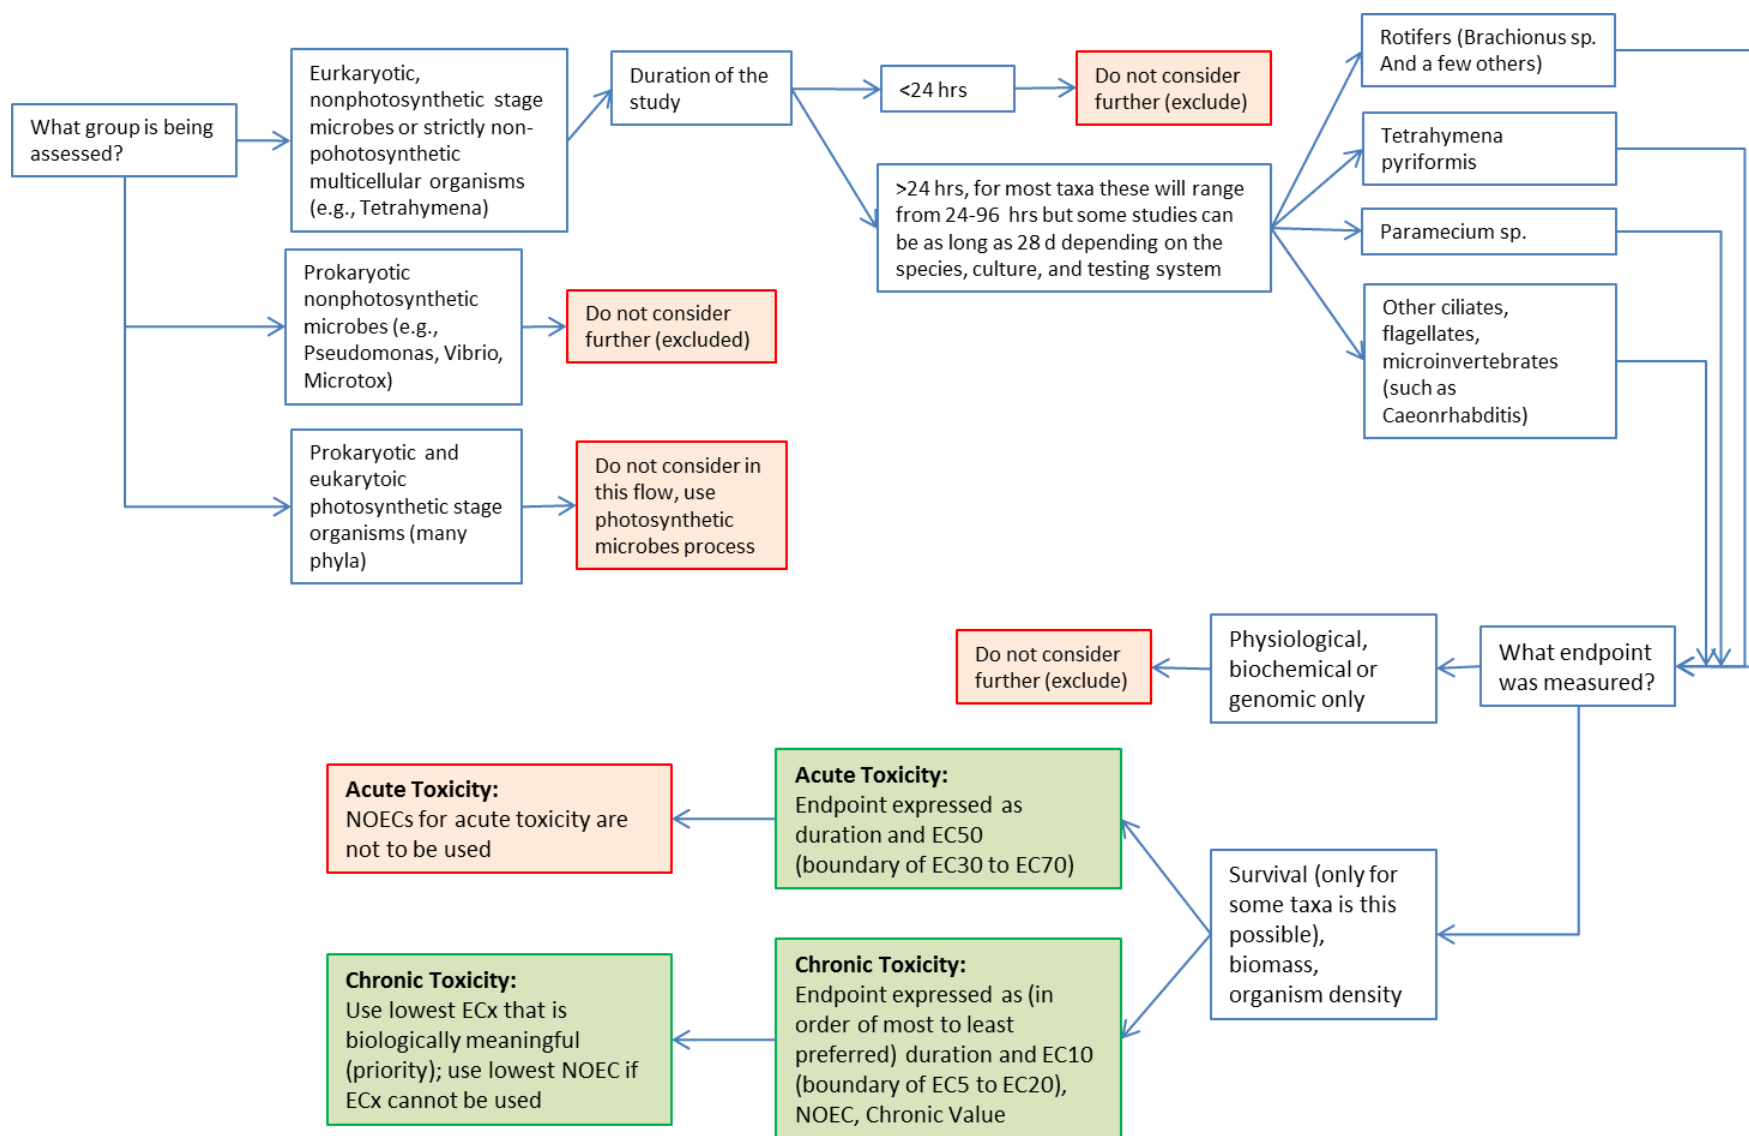 What group is being
assessed?
Eurkaryotic,
nonphotosynthetic stage
microbes or strictly non-
pohotosynthetic
multicellular organisms
(e.g., Tetrahymena)
Duration of the
study
<24 hrs
Do not consider
further (exclude)
>24 hrs, for most taxa these will range
from 24-96 hrs but some studies can
be as long as 28 d depending on the
species, culture, and testing system
Rotifers (Brachionus sp.
And a few others)
Tetrahymena
pyriformis
Paramecium sp.
Other ciliates,
flagellates,
microinvertebrates
(such as
Caeonrhabditis)
Prokaryotic
nonphotosynthetic
microbes (e.g.,
Pseudomonas, Vibrio,
Microtox)
Do not consider
further (excluded)
Prokaryotic and
eukarytoic
photosynthetic stage
organisms (many
phyla)
Do not consider in
this flow, use
photosynthetic
microbes process
What endpoint
was measured?
Physiological,
biochemical or
genomic only
Do not consider
further (exclude)
Survival (only for
some taxa is this
possible),
biomass,
organism density
Acute Toxicity:
Endpoint expressed as
duration and EC50
(boundary of EC30 to EC70)
Acute Toxicity:
NOECs for acute toxicity are
not to be used
Chronic Toxicity:
Endpoint expressed as (in
order of most to least
preferred) duration and EC10
(boundary of EC5 to EC20),
NOEC, Chronic Value
Chronic Toxicity:
Use lowest ECx that is
biologically meaningful
(priority); use lowest NOEC if
ECx cannot be used